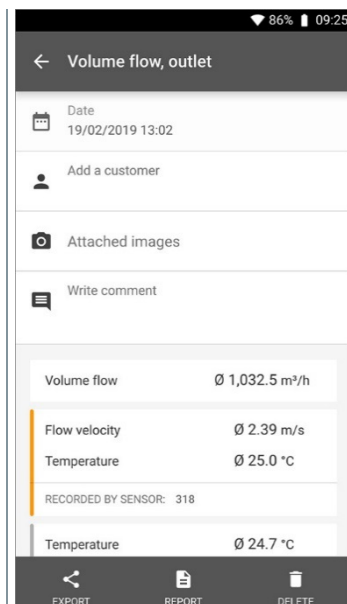 86% 09:25
Volume flow, outlet
Date
19/02/2019 13:02
Add a customer
Attached images
Write comment
Volume flow Ø 1,032.5 m³/h
Flow velocity Ø 2.39 m/s
Temperature Ø 25.0 °C
RECORDED BY SENSOR: 318
Temperature Ø 24.7 °C
EXPORT REPORT DELETE